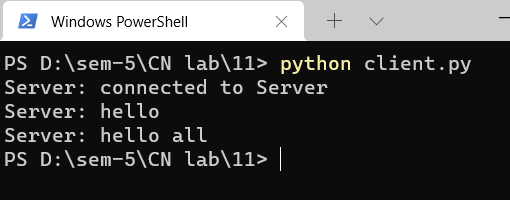 Windows PowerShell
PS D:\sem-5\CN lab\11> python client.py
Server: connected to Server
Server: hello
Server: hello all
PS D:\sem-5\CN lab\11>